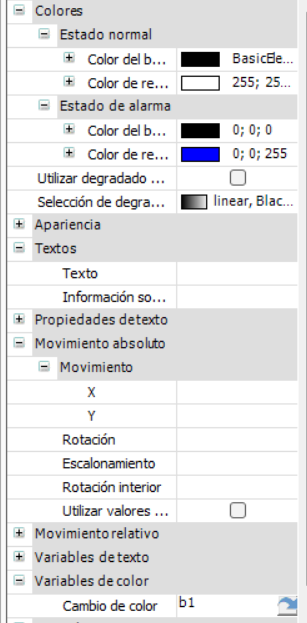 Colores
Estado normal
Color del b... BasicEle...
Color de re... 255; 25...
Estado de alarma
Color del b... 0; 0; 0
Color de re... 0; 0; 255
Utilizar degradado ...
Selección de degra... linear, Blac...
Apariencia
Textos
Texto
Información so...
Propiedades de texto
Movimiento absoluto
Movimiento
X
Y
Rotación
Escalonamiento
Rotación interior
Utilizar valores ...
Movimiento relativo
Variables de texto
Variables de color
Cambio de color b1